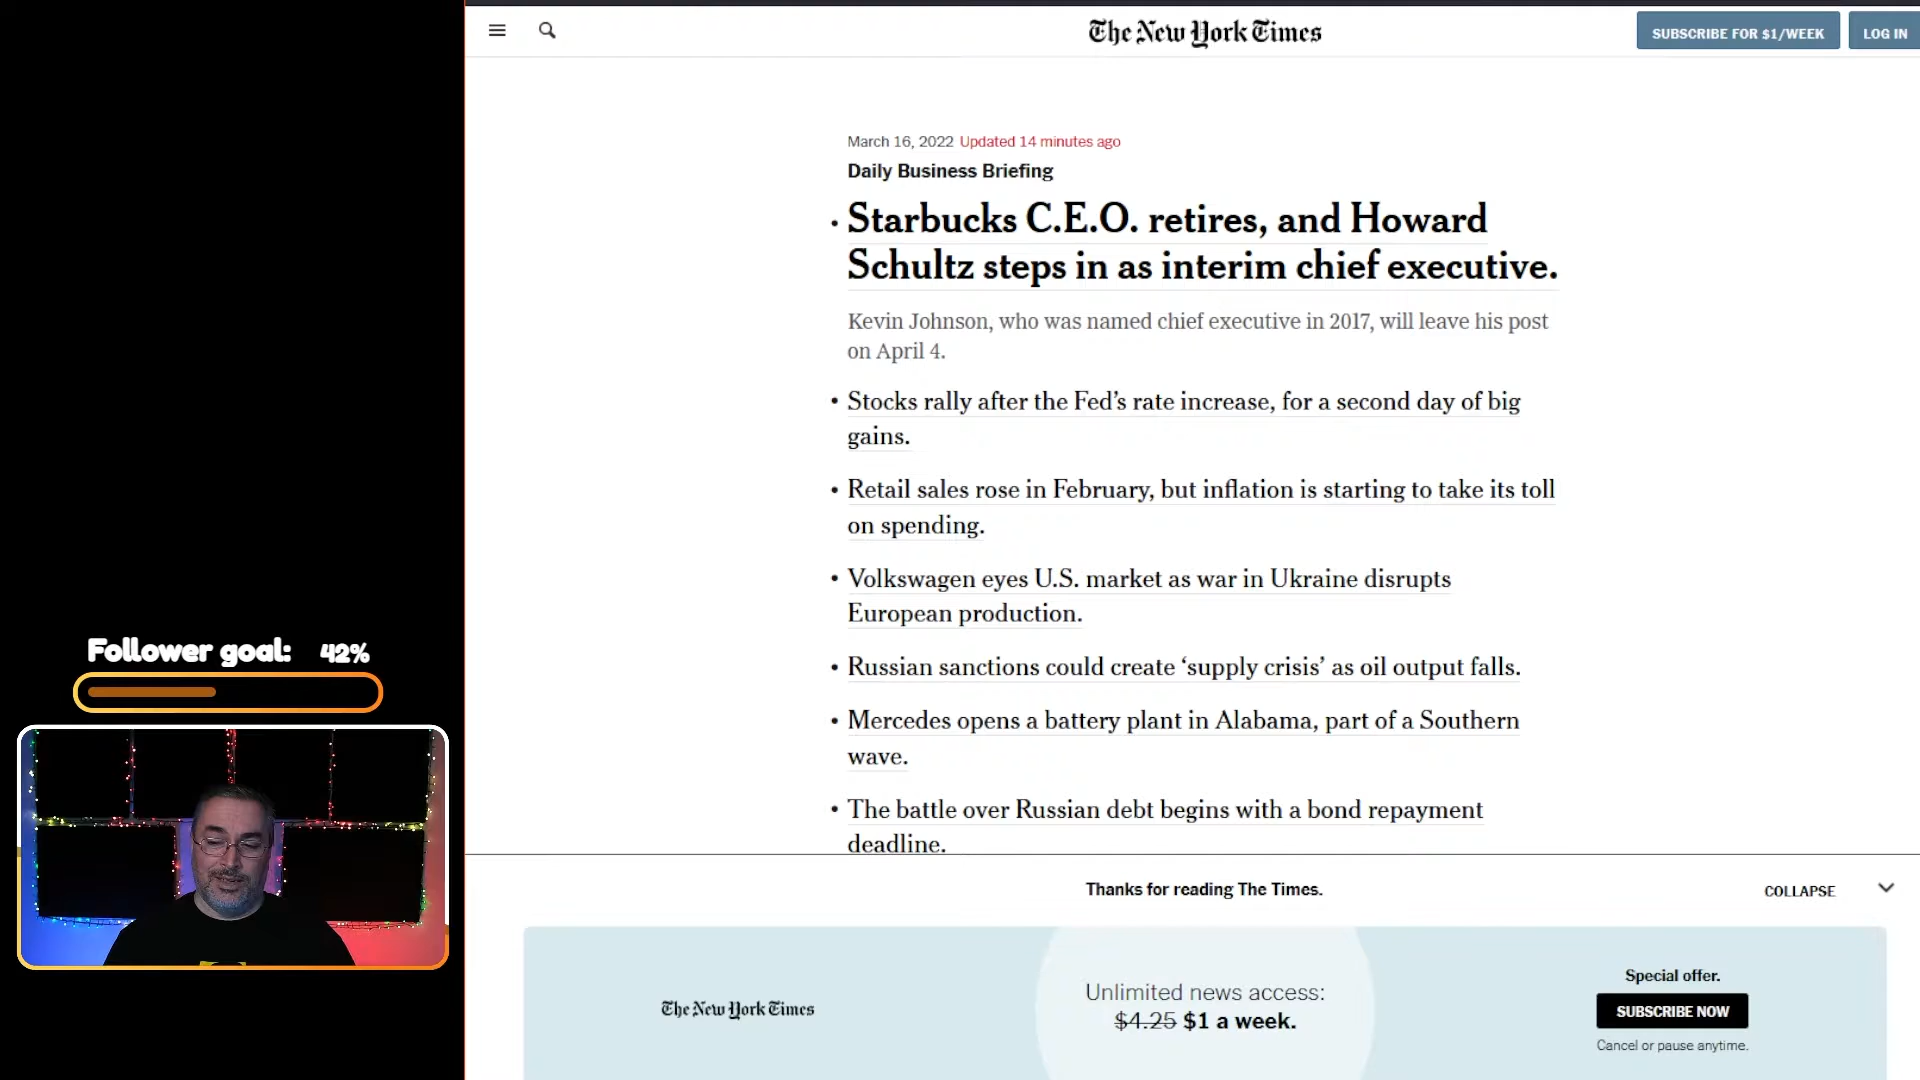 The New York Times
SUBSCRIBE FOR $1/WEEK
LOG IN
March 16, 2022 Updated 14 minutes ago
Daily Business Briefing
• Starbucks C.E.O. retires, and Howard
Schultz steps in as interim chief executive.
Kevin Johnson, who was named chief executive in 2017, will leave his post
on April 4.
• Stocks rally after the Fed’s rate increase, for a second day of big
gains.
• Retail sales rose in February, but inflation is starting to take its toll
on spending.
• Volkswagen eyes U.S. market as war in Ukraine disrupts
European production.
• Russian sanctions could create ‘supply crisis’ as oil output falls.
• Mercedes opens a battery plant in Alabama, part of a Southern
wave.
• The battle over Russian debt begins with a bond repayment
deadline.
Follower goal: 42%
Thanks for reading The Times.
COLLAPSE
The New York Times
Unlimited news access:
$4.25 $1 a week.
Special offer.
SUBSCRIBE NOW
Cancel or pause anytime.